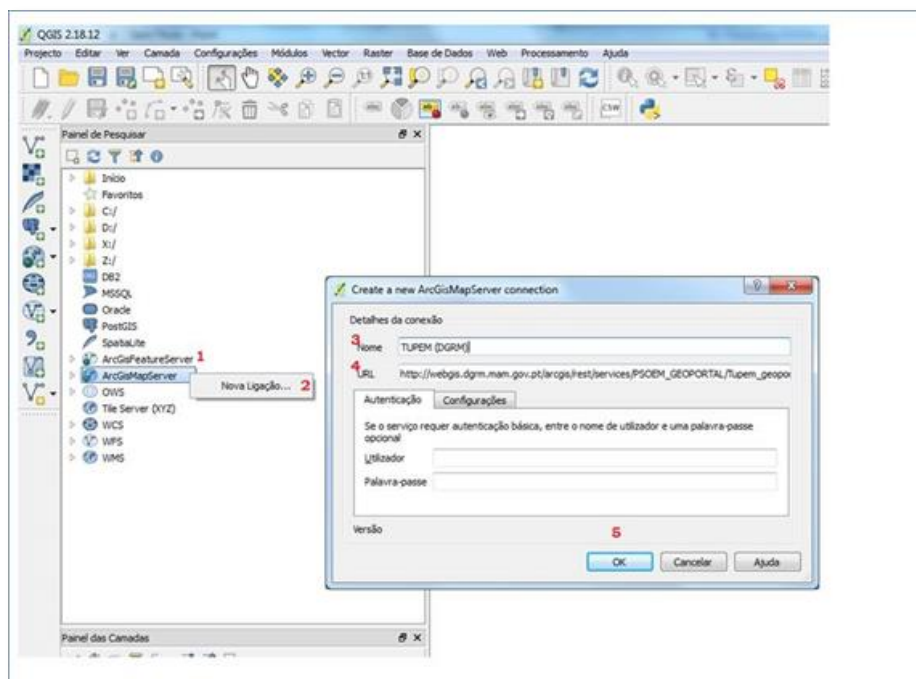 QGIS 2.18.12
Projecto Editar Ver Camada Configurações Módulos Vector Raster Base de Dados Web Processamento Ajuda
CSW
Painel de Pesquisar
Início
Favoritos
C:/
D:/
X:/
Z:/
DB2
MSSQL
Oracle
PostGIS
SpatiaLite
ArcGisFeatureServer 1
ArcGisMapServer
Nova Ligação... 2
OWS
Tile Server (XYZ)
WCS
WFS
WMS
Create a new ArcGisMapServer connection
Detalhes da conexão
3
Nome TUPEM (DGRM)
4
URL http://webgis.dgrm.mam.gov.pt/arcgis/rest/services/PSOEM_GEOPORTAL/Tupem_geopor
Autenticação Configurações
Se o serviço requer autenticação básica, entre o nome de utilizador e uma palavra-passe
opcional
Utilizador
Palavra-passe
Versão
5
OK Cancelar Ajuda
Painel das Camadas